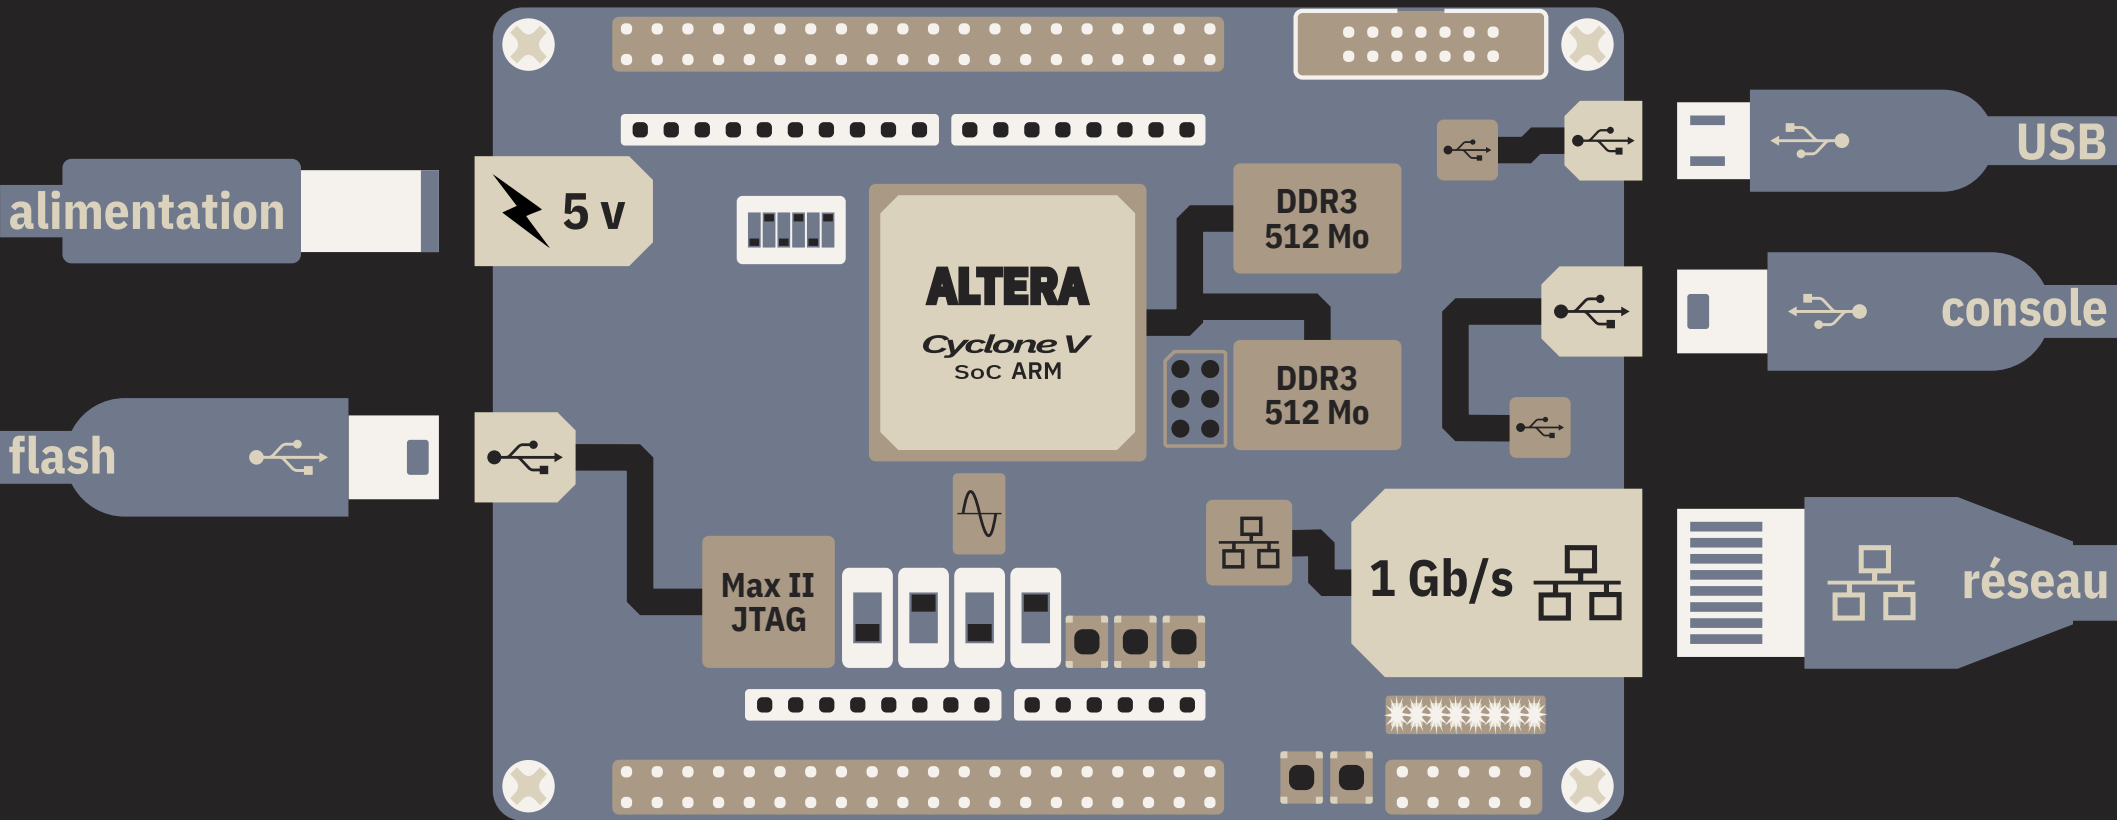 alimentation
5 v
flash
ALTERA
Cyclone V
SoC ARM
DDR3
512 Mo
DDR3
512 Mo
Max II
JTAG
1 Gb/s
USB
console
réseau